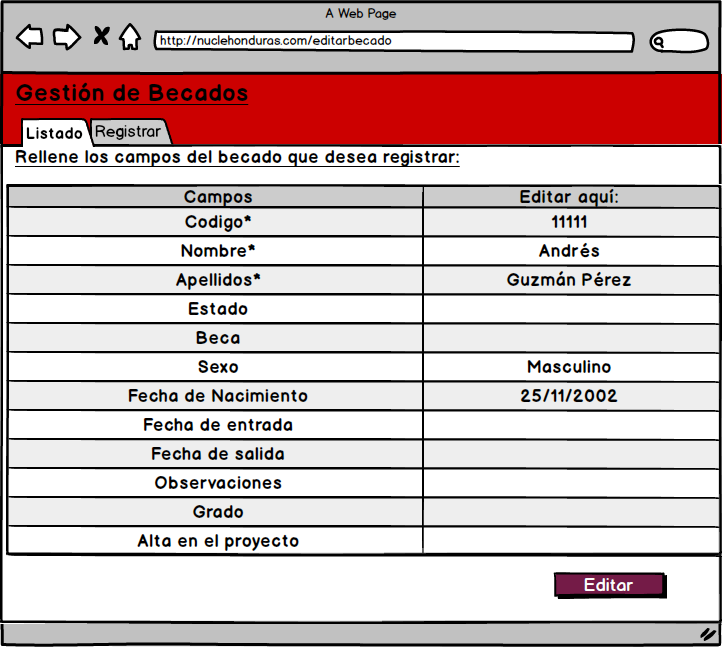 A Web Page
http://nuclehonduras.com/editarbecado
Gestión de Becados
Listado Registrar
Rellene los campos del becado que desea registrar:
Campos Editar aquí:
Codigo* 11111
Nombre* Andrés
Apellidos* Guzmán Pérez
Estado
Beca
Sexo Masculino
Fecha de Nacimiento 25/11/2002
Fecha de entrada
Fecha de salida
Observaciones
Grado
Alta en el proyecto
Editar